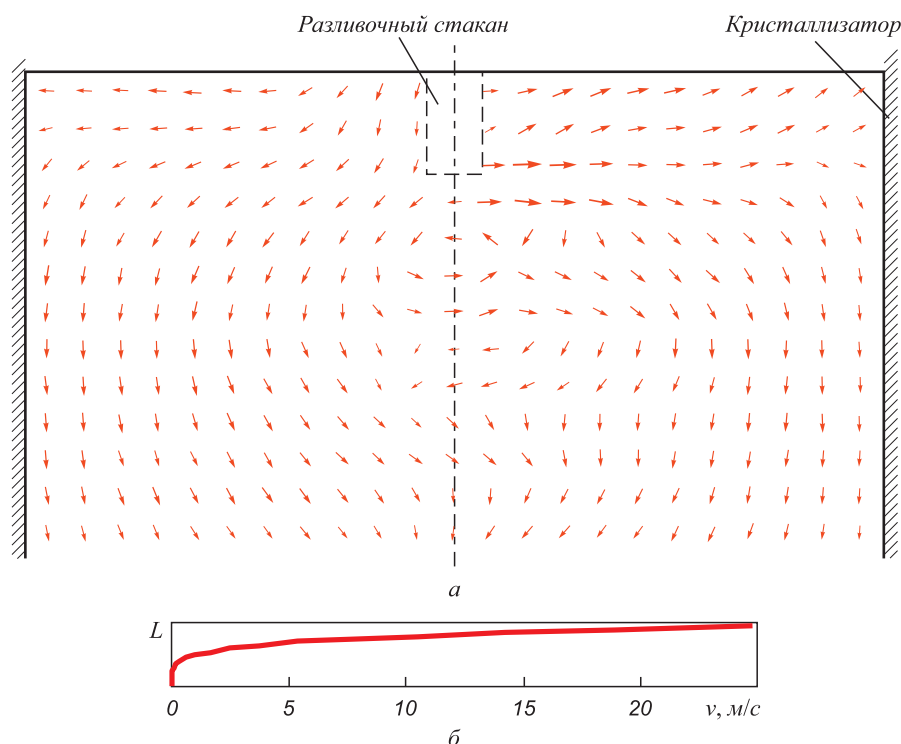 Разливочный стакан
Кристаллизатор
а
L
0 5 10 15 20 v, м/с
б